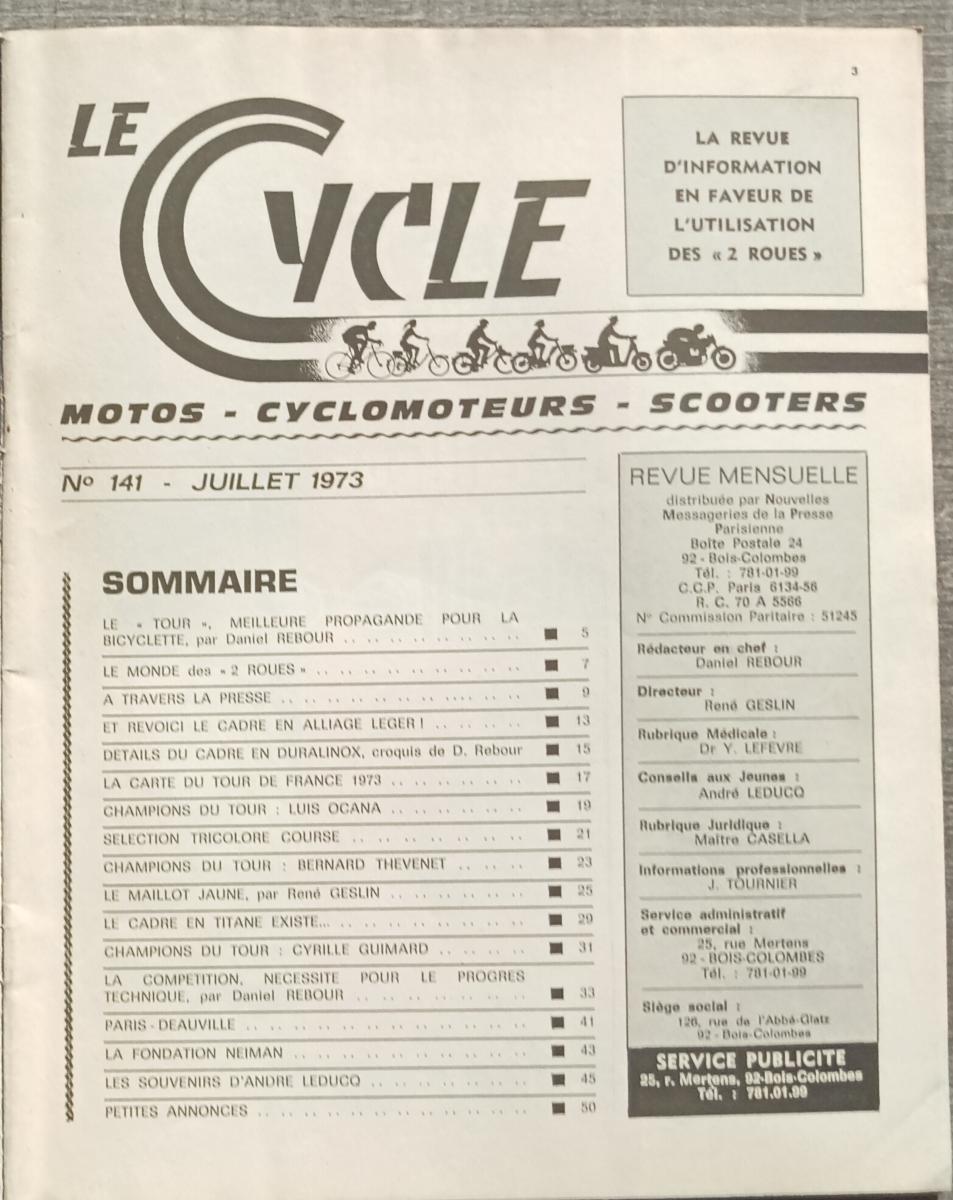 3
LE
CYCLE
LA REVUE
D'INFORMATION
EN FAVEUR DE
L'UTILISATION
DES « 2 ROUES »
MOTOS - CYCLOMOTEURS - SCOOTERS
Nº 141 - JUILLET 1973
SOMMAIRE
LE « TOUR », MEILLEURE PROPAGANDE POUR LA
BICYCLETTE, par Daniel REBOUR .. .. .. .. .. .. .. .. ■ 5
LE MONDE des « 2 ROUES » .. .. .. .. .. .. .. .. .. ■ 7
A TRAVERS LA PRESSE .. .. .. .. .. .. .. .... .. .. ■ 9
ET REVOICI LE CADRE EN ALLIAGE LEGER ! .. .. .. .. ■ 13
DETAILS DU CADRE EN DURALINOX, croquis de D. Rebour ■ 15
LA CARTE DU TOUR DE FRANCE 1973 .. .. .. .. .. .. ■ 17
CHAMPIONS DU TOUR : LUIS OCANA .. .. .. .. .. .. ■ 19
SELECTION TRICOLORE COURSE .. .. .. .. .. .. .. .. ■ 21
CHAMPIONS DU TOUR : BERNARD THEVENET .. .. .. ■ 23
LE MAILLOT JAUNE, par René GESLIN .. .. .. .. .. .. ■ 25
LE CADRE EN TITANE EXISTE... .. .. .. .. .. .. .. .. ■ 29
CHAMPIONS DU TOUR : CYRILLE GUIMARD .. .. .. .. ■ 31
LA COMPETITION, NECESSITE POUR LE PROGRES
TECHNIQUE, par Daniel REBOUR .. .. .. .. .. .. .. .. ■ 33
PARIS - DEAUVILLE .. .. .. .. .. .. .. .. .. .. .. .. ■ 41
LA FONDATION NEIMAN .. .. .. .. .. .. .. .. .. .. ■ 43
LES SOUVENIRS D'ANDRE LEDUCQ .. .. .. .. .. .. .. ■ 45
PETITES ANNONCES .. .. .. .. .. .. .. .. .. .. .. .. ■ 50
REVUE MENSUELLE
distribuée par Nouvelles
Messageries de la Presse
Parisienne
Boîte Postale 24
92 - Bois-Colombes
Tél. : 781-01-99
C.C.P. Paris 6134-56
R. C. 70 A 5566
Nº Commission Paritaire : 51245
Rédacteur en chef :
Daniel REBOUR
Directeur :
René GESLIN
Rubrique Médicale :
Dr Y. LEFEVRE
Conseils aux Jeunes :
André LEDUCQ
Rubrique Juridique :
Maître CASELLA
Informations professionnelles :
J. TOURNIER
Service administratif
et commercial :
25, rue Mertens
92 - BOIS-COLOMBES
Tél. : 781-01-99
Siège social :
126, rue de l'Abbé-Glatz
92 - Bois-Colombes
SERVICE PUBLICITE
25, r. Mertens, 92-Bois-Colombes
Tél. : 781.01.99